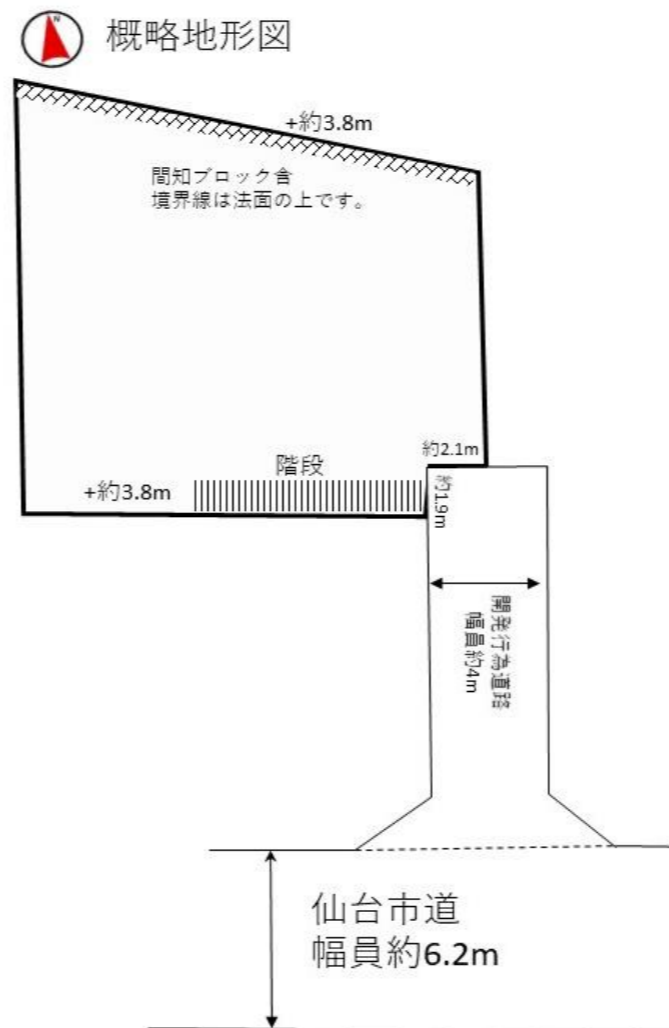 N
概略地形図
+約3.8m
間知ブロック含
境界線は法面の上です。
約2.1m
階段
+約3.8m
約1.9m
開発行為道路
幅員約4m
仙台市道
幅員約6.2m